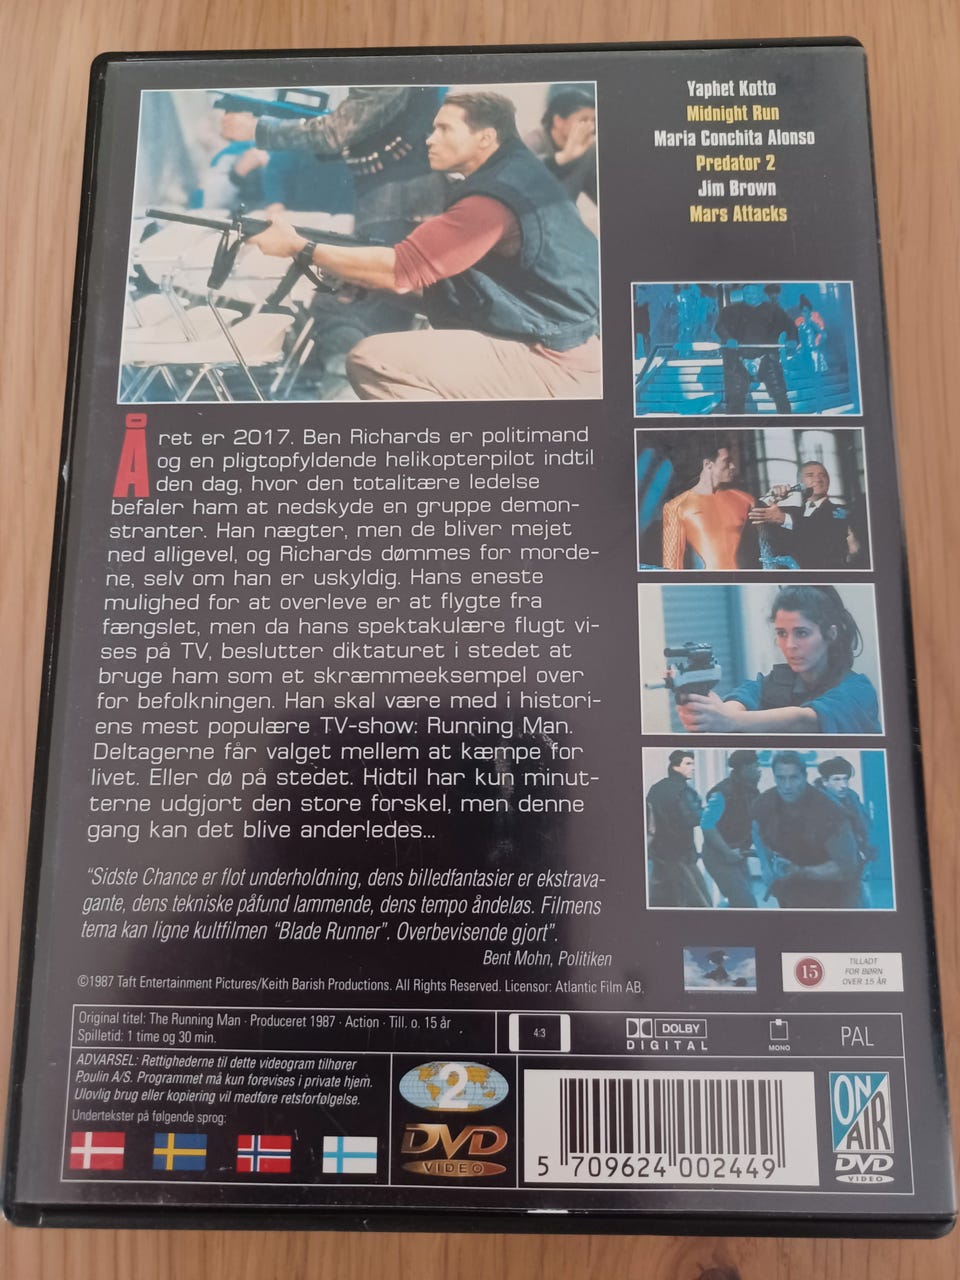 Yaphet Kotto
Midnight Run
Maria Conchita Alonso
Predator 2
Jim Brown
Mars Attacks
Året er 2017. Ben Richards er politimand
og en pligtopfyldende helikopterpilot indtil
den dag, hvor den totalitære ledelse
befaler ham at nedskyde en gruppe demon-
stranter. Han nægter, men de bliver mejet
ned alligevel, og Richards dømmes for morde-
ne, selv om han er uskyldig. Hans eneste
mulighed for at overleve er at flygte fra
fængslet, men da hans spektakulære flugt vi-
ses på TV, beslutter diktaturet i stedet at
bruge ham som et skræmmeeksempel over
for befolkningen. Han skal være med i histori-
ens mest populære TV-show: Running Man.
Deltagerne får valget mellem at kæmpe for
livet. Eller dø på stedet. Hidtil har kun minut-
terne udgjort den store forskel, men denne
gang kan det blive anderledes...
"Sidste Chance er flot underholdning, dens billedfantasier er ekstrava-
gante, dens tekniske påfund lammende, dens tempo åndeløs. Filmens
tema kan ligne kultfilmen "Blade Runner". Overbevisende gjort".
Bent Mohn, Politiken
©1987 Taft Entertainment Pictures/Keith Barish Productions. All Rights Reserved. Licensor: Atlantic Film AB.
15
TILLADT
FOR BØRN
OVER 15 ÅR
Original titel: The Running Man · Produceret 1987 · Action · Till. o. 15 år
Spilletid: 1 time og 30 min.
4:3
DOLBY
DIGITAL
MONO
PAL
ADVARSEL: Rettighederne til dette videogram tilhører
Poulin A/S. Programmet må kun forevises i private hjem.
Ulovlig brug eller kopiering vil medføre retsforfølgelse.
Undertekster på følgende sprog:
2
DVD
VIDEO
5 709624 002449
ON
AIR
DVD
VIDEO